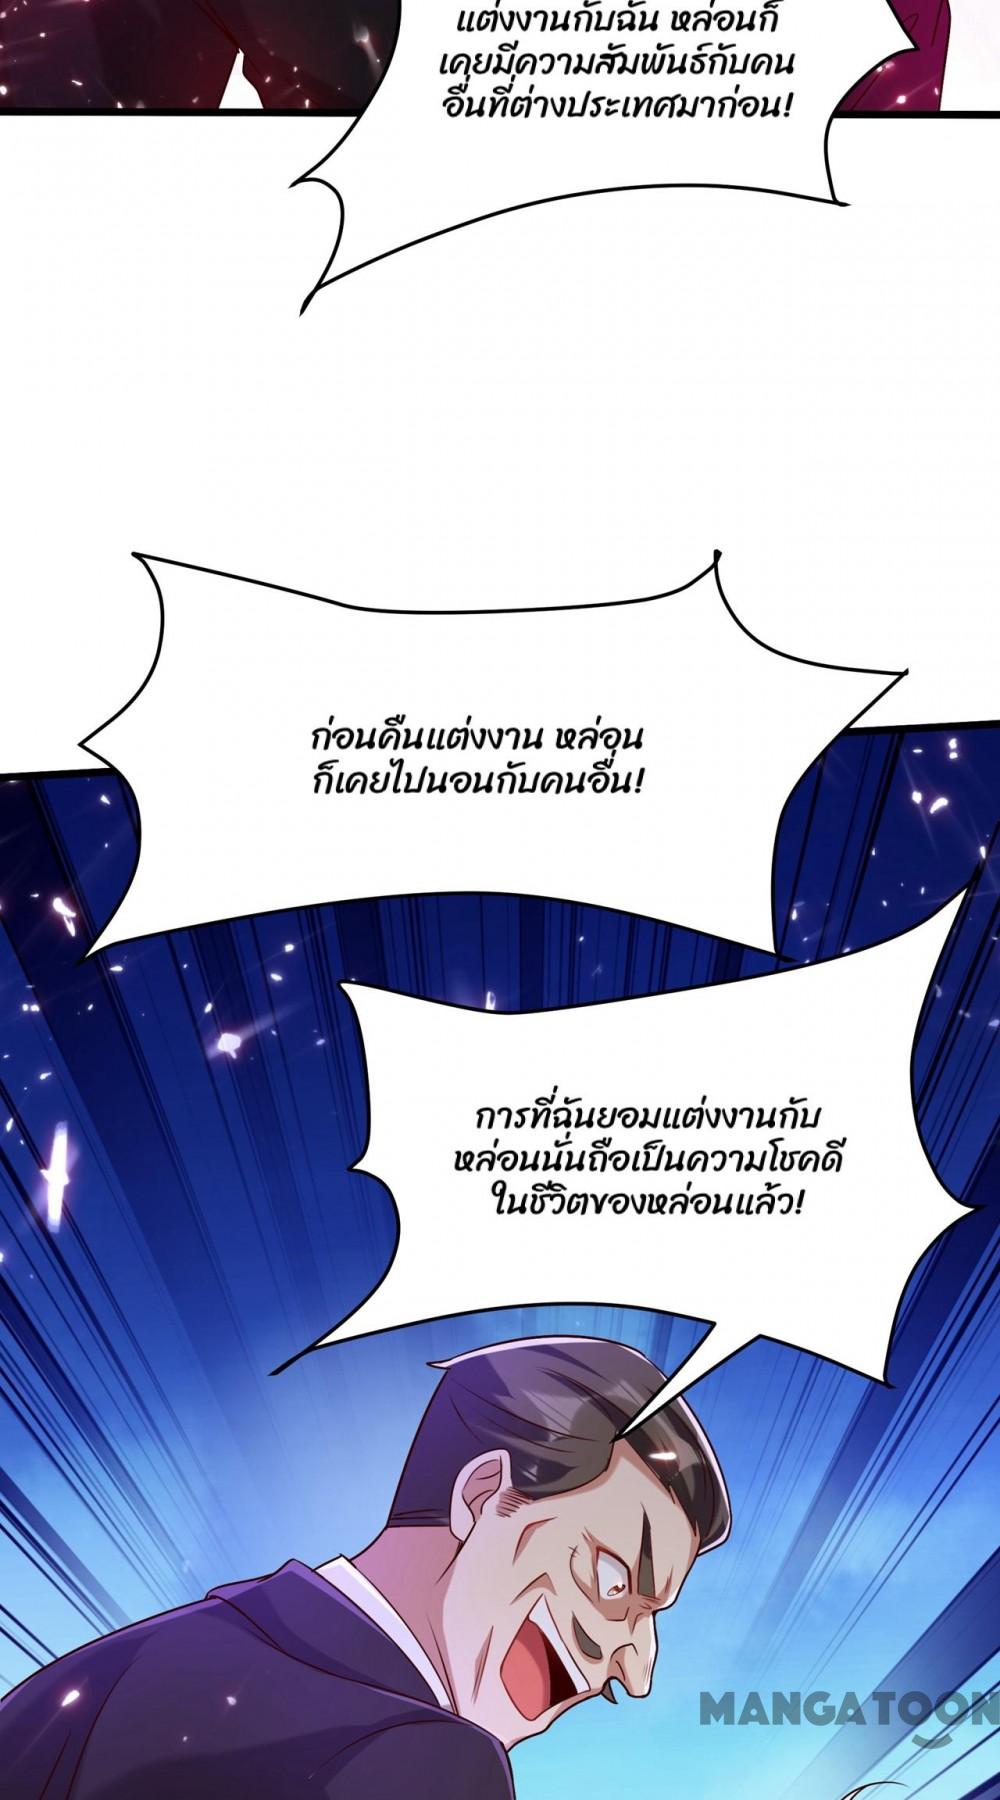 แต่งงานกับฉัน หล่อนก็
เคยมีความสัมพันธ์กับคน
อื่นที่ต่างประเทศมาก่อน!
ก่อนคืนแต่งงาน หล่อน
ก็เคยไปนอนกับคนอื่น!
การที่ฉันยอมแต่งงานกับ
หล่อนนั่นถือเป็นความโชคดี
ในชีวิตของหล่อนแล้ว!
MANGATOON